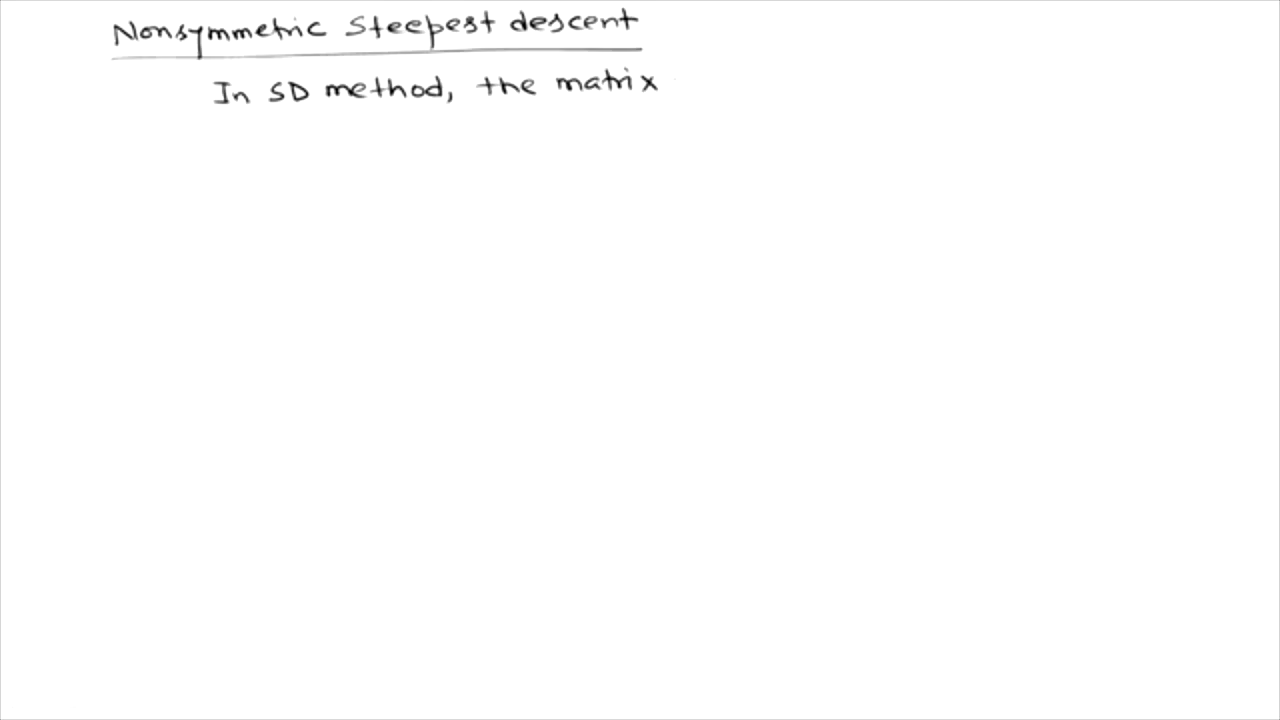 Nonsymmetric Steepest descent
In SD method, the matrix